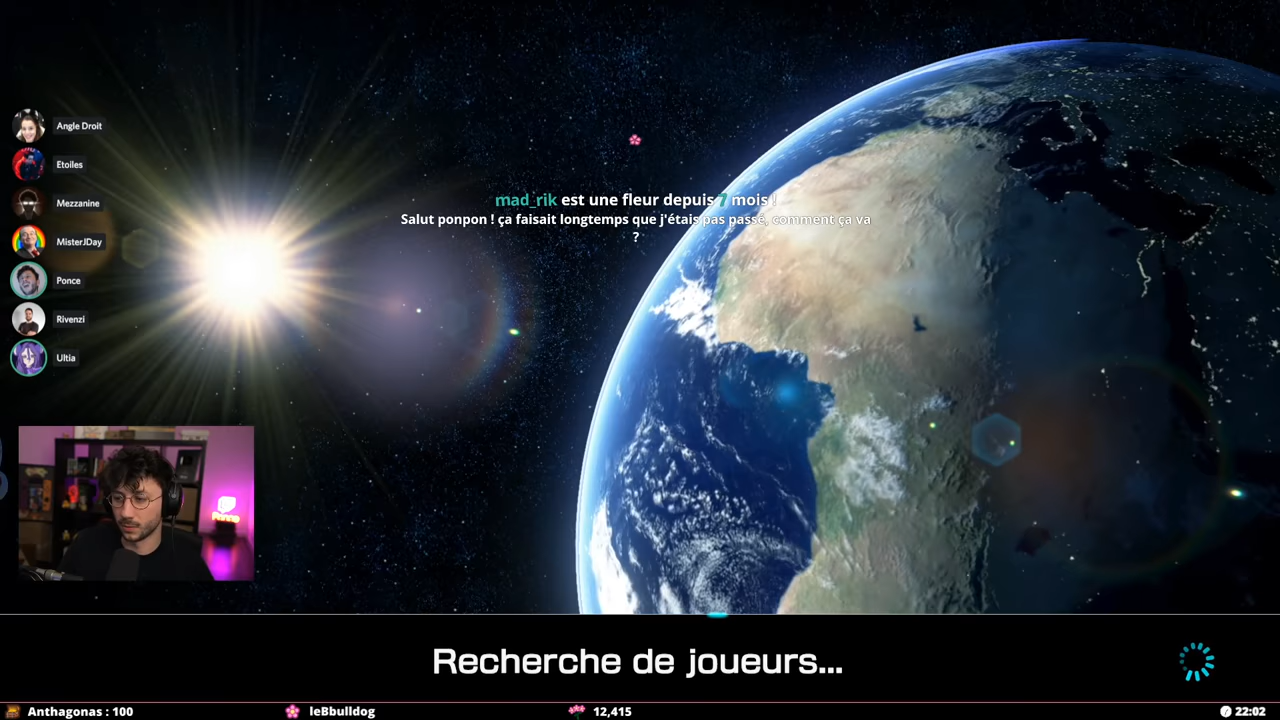 Angle Droit
Etoiles
Mezzanine
MisterJDay
Ponce
Rivenzi
Ultia
mad_rik est une fleur depuis 7 mois !
Salut ponpon ! ça faisait longtemps que j'étais pas passé, comment ça va
?
Recherche de joueurs...
Anthagonas : 100
leBbulldog
12,415
22:02